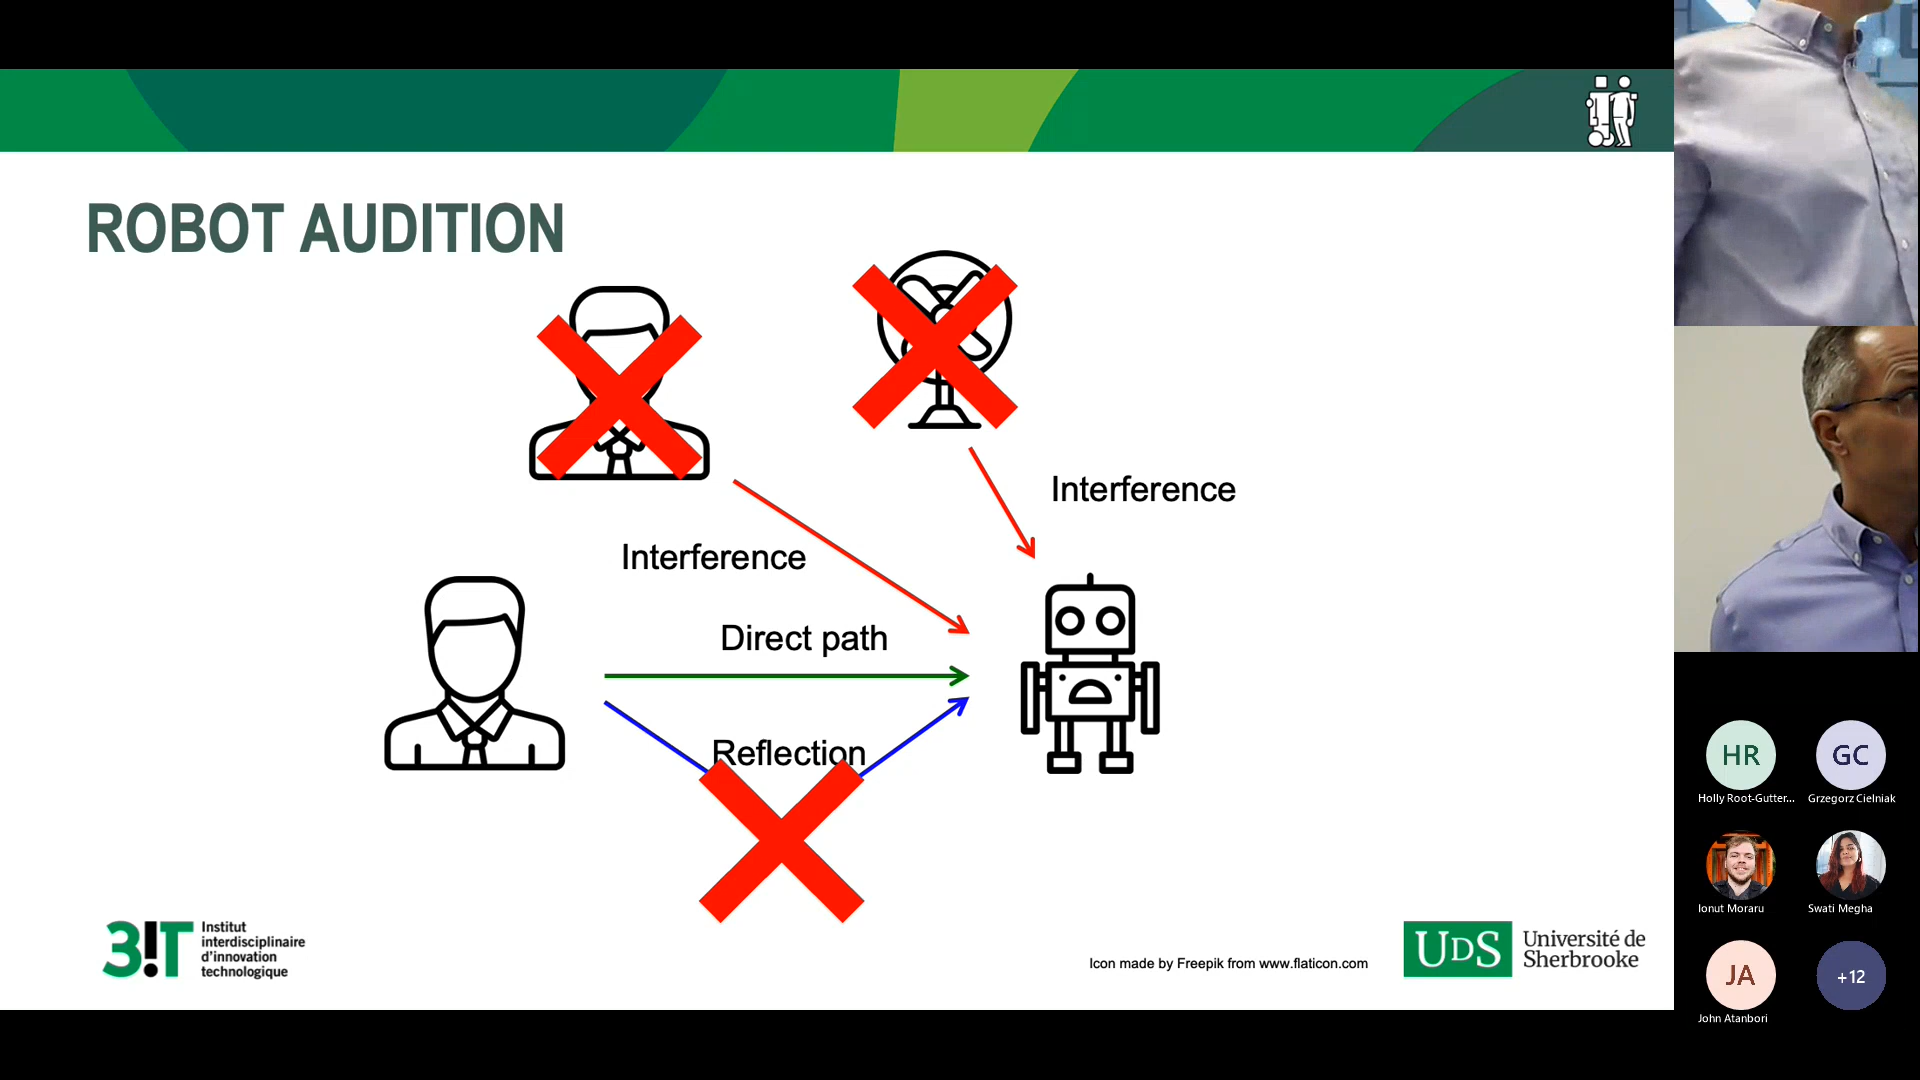 ROBOT AUDITION
Interference
Interference
Direct path
Reflection
3!T
Institut
interdisciplinaire
d'innovation
technologique
Icon made by Freepik from www.flaticon.com
UDS
Université de
Sherbrooke
HR
GC
Holly Root-Gutter...
Grzegorz Cielniak
Ionut Moraru
Swati Megha
JA
+12
John Atanbori